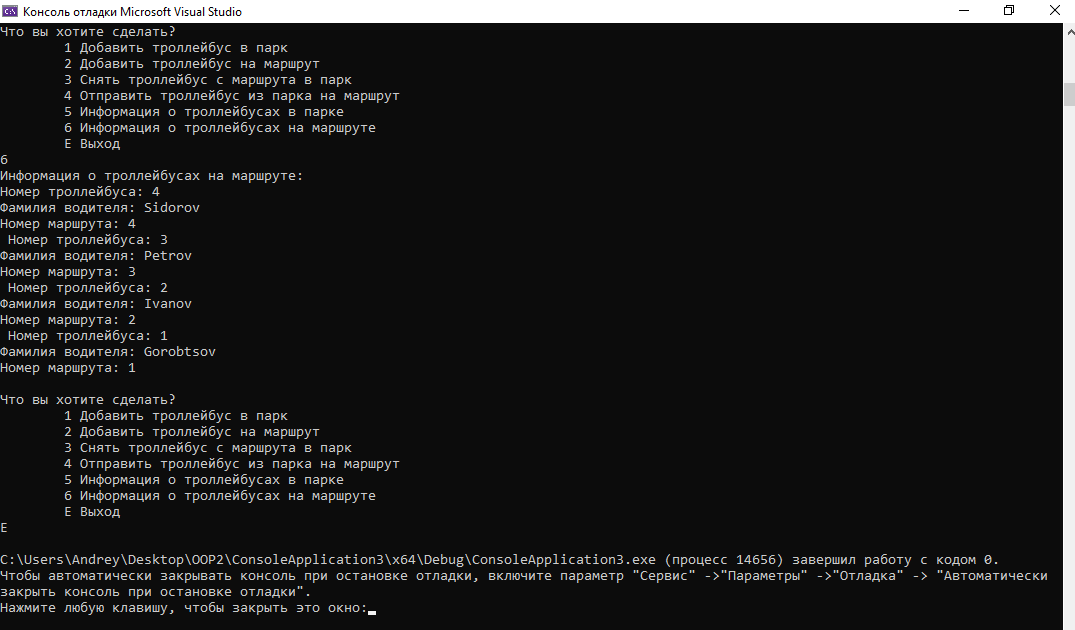 Консоль отладки Microsoft Visual Studio
Что вы хотите сделать?
1 Добавить троллейбус в парк
2 Добавить троллейбус на маршрут
3 Снять троллейбус с маршрута в парк
4 Отправить троллейбус из парка на маршрут
5 Информация о троллейбусах в парке
6 Информация о троллейбусах на маршруте
E Выход
6
Информация о троллейбусах на маршруте:
Номер троллейбуса: 4
Фамилия водителя: Sidorov
Номер маршрута: 4
Номер троллейбуса: 3
Фамилия водителя: Petrov
Номер маршрута: 3
Номер троллейбуса: 2
Фамилия водителя: Ivanov
Номер маршрута: 2
Номер троллейбуса: 1
Фамилия водителя: Gorobtsov
Номер маршрута: 1
Что вы хотите сделать?
1 Добавить троллейбус в парк
2 Добавить троллейбус на маршрут
3 Снять троллейбус с маршрута в парк
4 Отправить троллейбус из парка на маршрут
5 Информация о троллейбусах в парке
6 Информация о троллейбусах на маршруте
E Выход
E
C:\Users\Andrey\Desktop\OOP2\ConsoleApplication3\x64\Debug\ConsoleApplication3.exe (процесс 14656) завершил работу с кодом 0.
Чтобы автоматически закрывать консоль при остановке отладки, включите параметр "Сервис" ->"Параметры" ->"Отладка" -> "Автоматически
закрыть консоль при остановке отладки".
Нажмите любую клавишу, чтобы закрыть это окно: